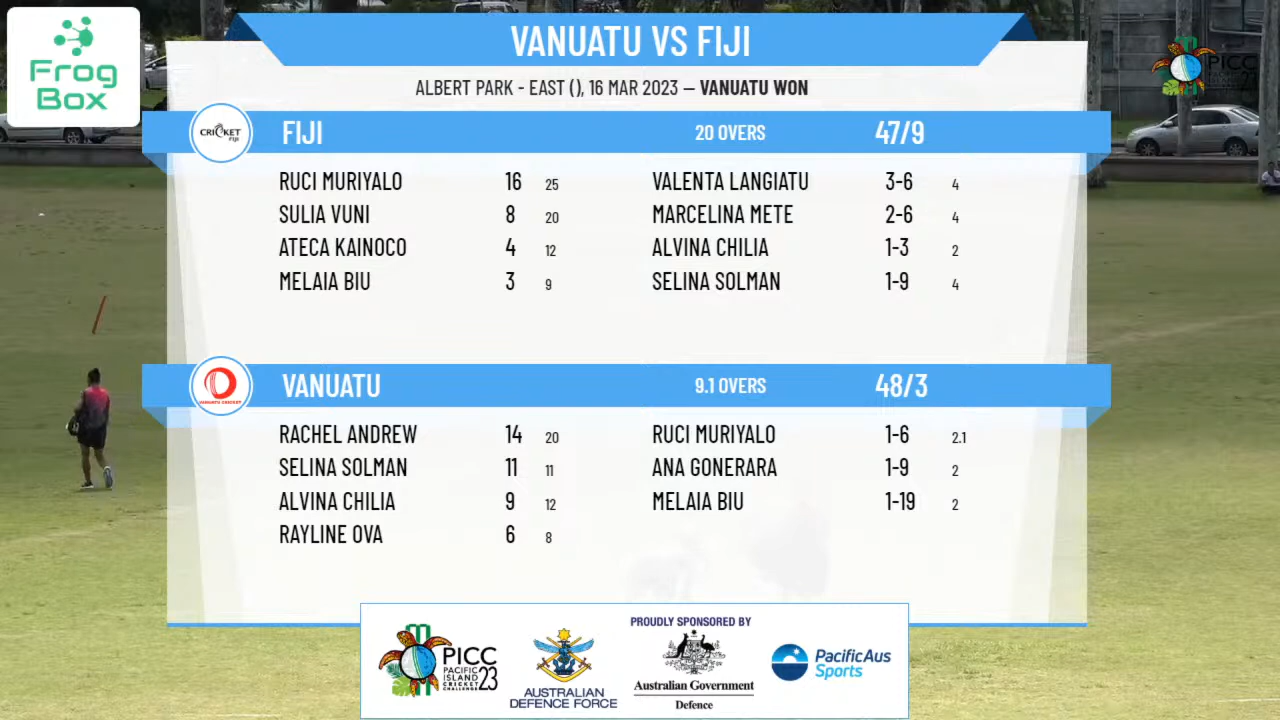 Frog
Box
VANUATU VS FIJI
ALBERT PARK - EAST (), 16 MAR 2023 – VANUATU WON
PICC
ISLAND
23
CRICKET
FIJI
FIJI 20 OVERS 47/9
RUCI MURIYALO 16 25 VALENTA LANGIATU 3-6 4
SULIA VUNI 8 20 MARCELINA METE 2-6 4
ATECA KAINOCO 4 12 ALVINA CHILIA 1-3 2
MELAIA BIU 3 9 SELINA SOLMAN 1-9 4
VANUATU CRICKET
VANUATU 9.1 OVERS 48/3
RACHEL ANDREW 14 20 RUCI MURIYALO 1-6 2.1
SELINA SOLMAN 11 11 ANA GONERARA 1-9 2
ALVINA CHILIA 9 12 MELAIA BIU 1-19 2
RAYLINE OVA 6 8
PICC
PACIFIC
ISLAND
CRICKET
CHALLENGE
23
AUSTRALIAN
DEFENCE FORCE
PROUDLY SPONSORED BY
Australian Government
Defence
PacificAus
Sports